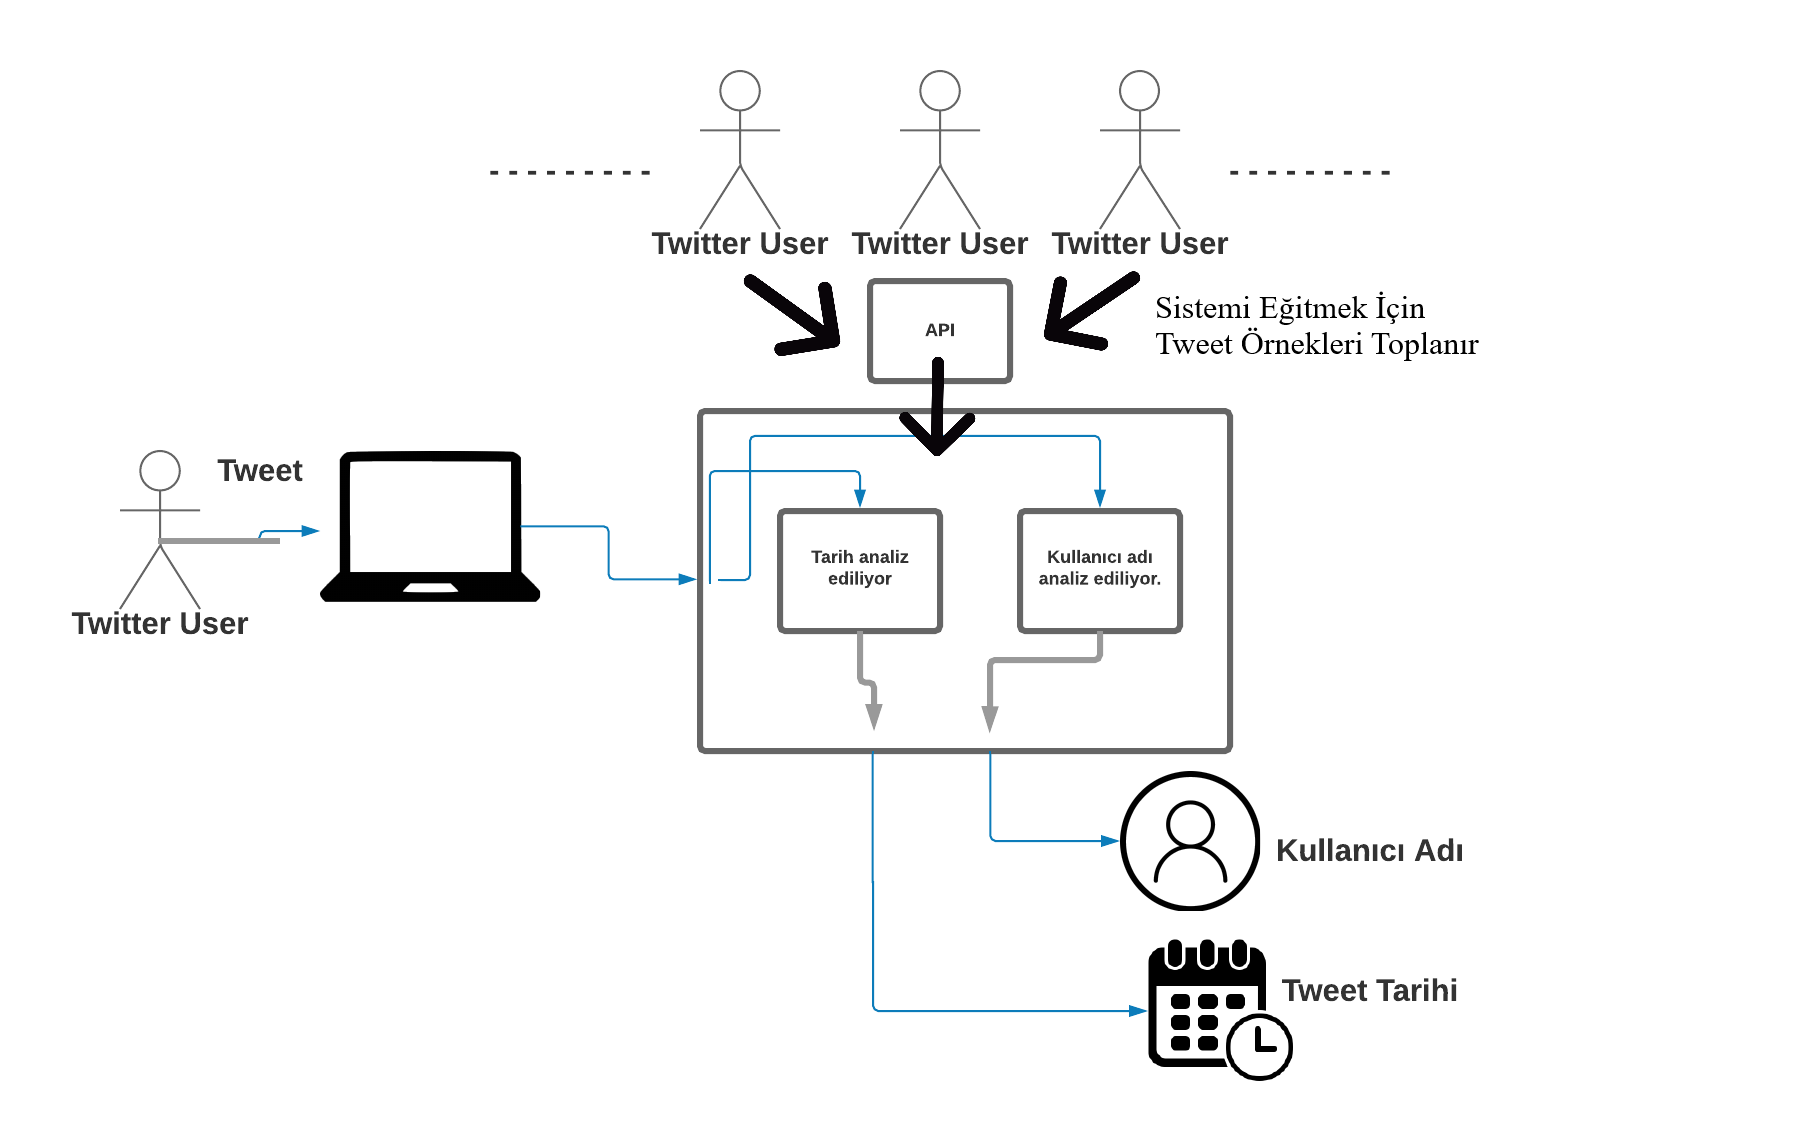 Twitter User Twitter User Twitter User
API
Sistemi Eğitmek İçin
Tweet Örnekleri Toplanır
Tweet
Twitter User
Tarih analiz
ediliyor
Kullanıcı adı
analiz ediliyor.
Kullanıcı Adı
Tweet Tarihi